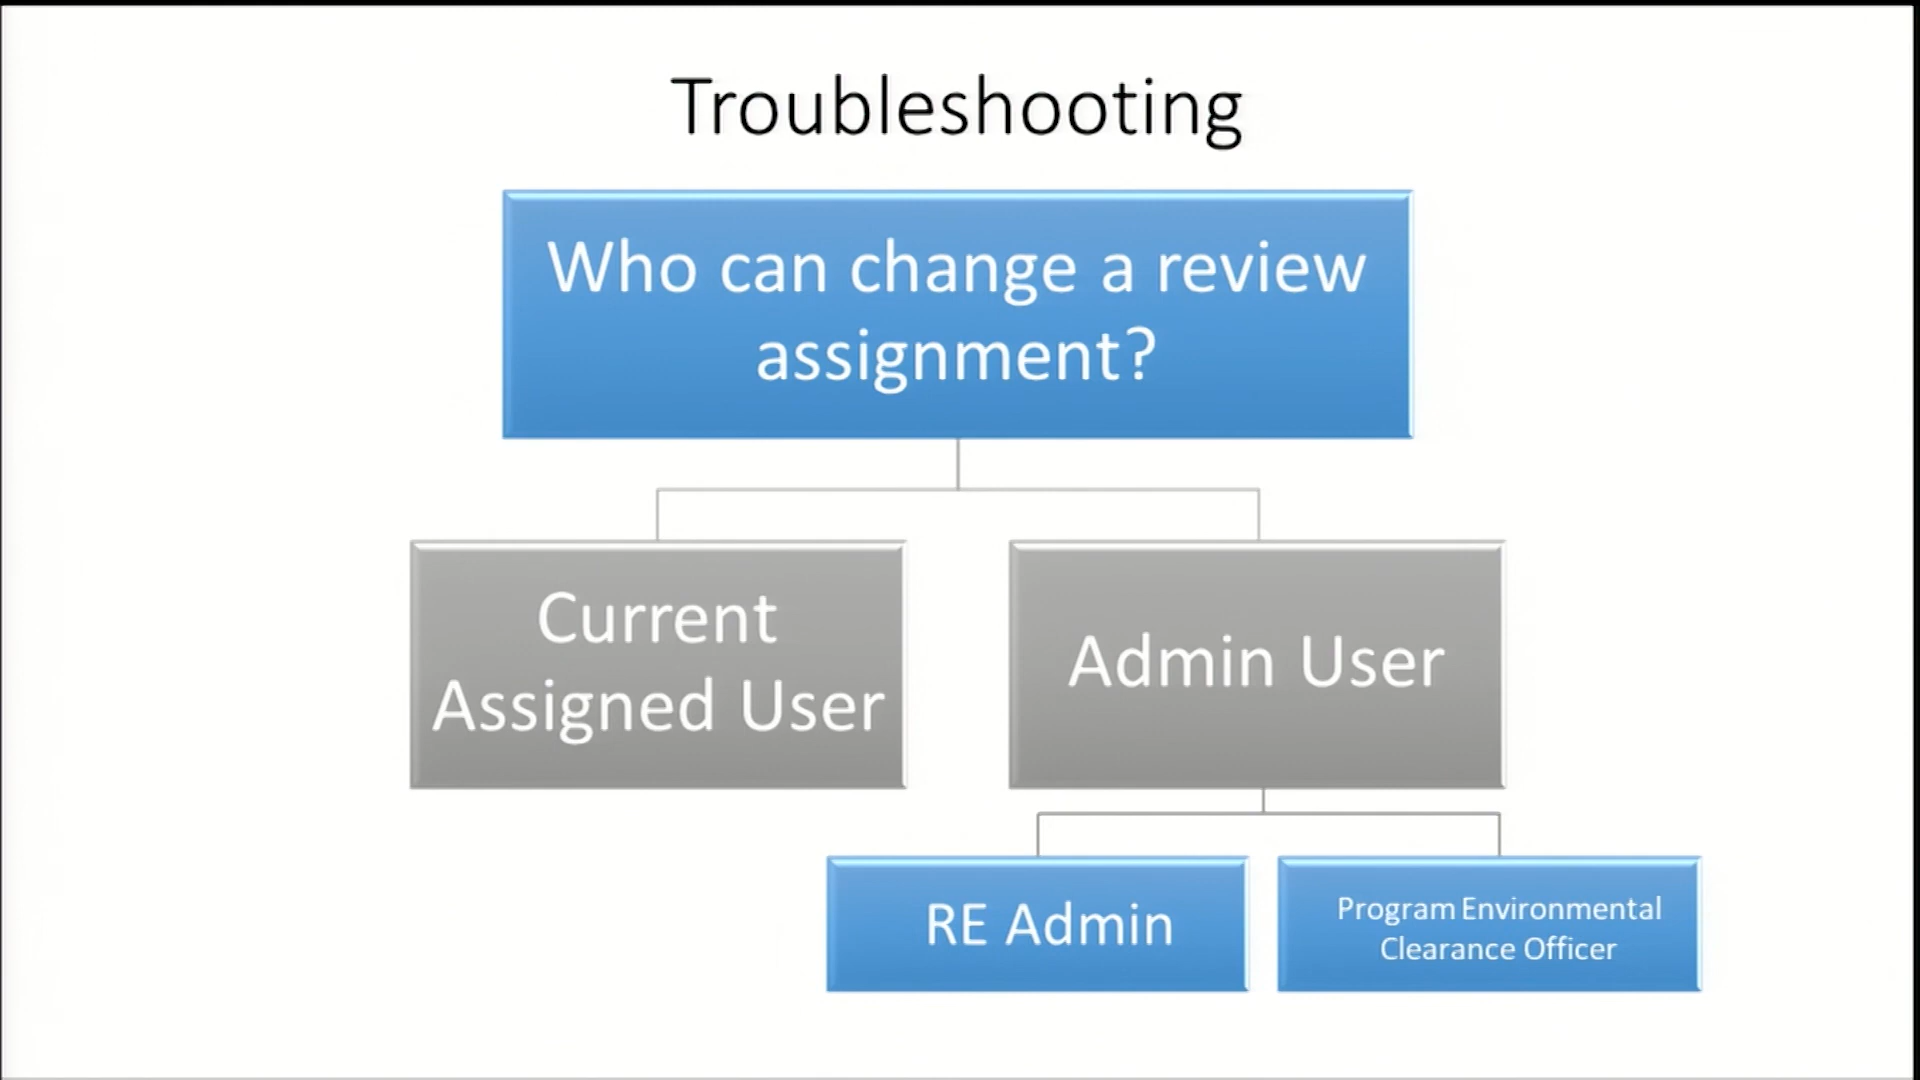 Troubleshooting
Who can change a review
assignment?
Current
Assigned User
Admin User
RE Admin
Program Environmental
Clearance Officer